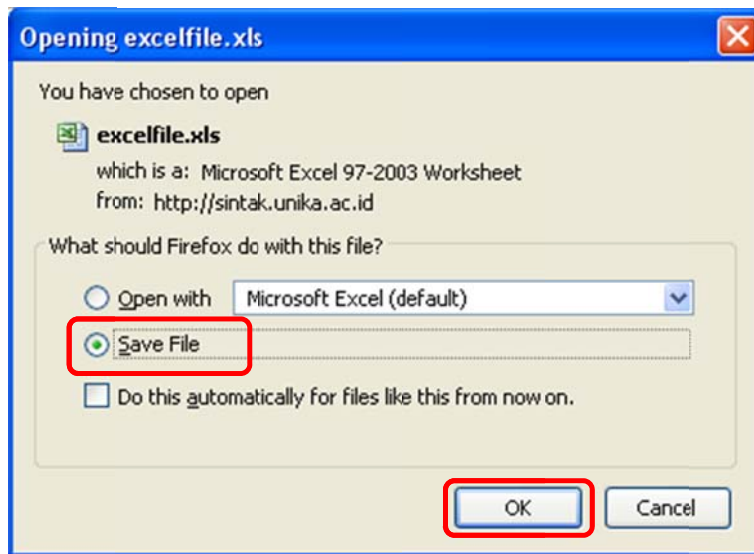 Opening excelfile.xls
You have chosen to open
excelfile.xls
which is a: Microsoft Excel 97-2003 Worksheet
from: http://sintak.unika.ac.id
What should Firefox do with this file?
Open with Microsoft Excel (default)
Save File
Do this automatically for files like this from now on.
OK Cancel